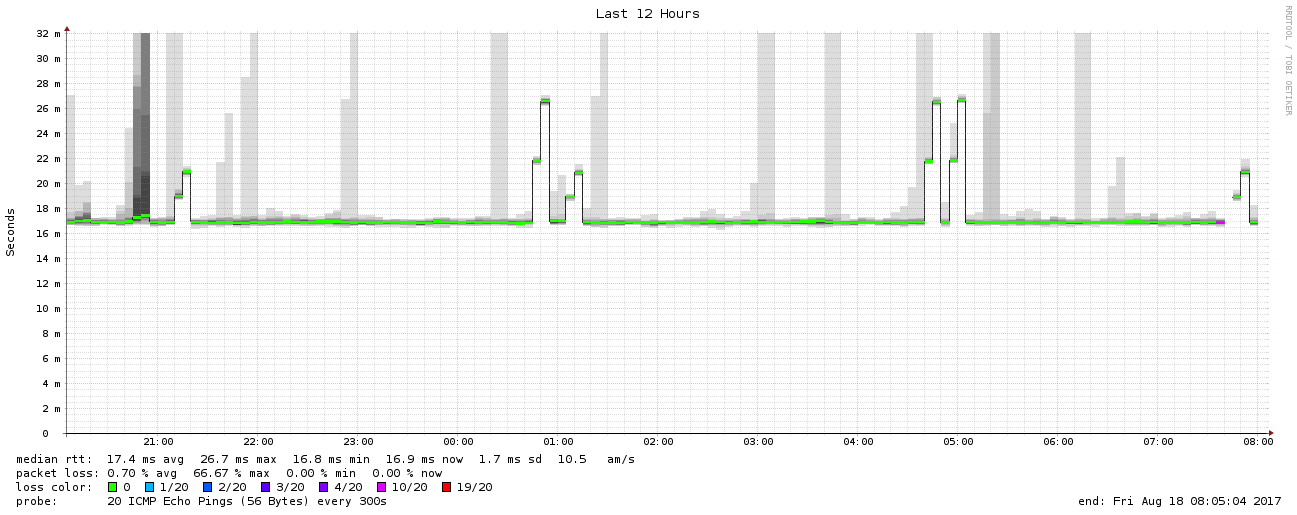 Last 12 Hours
RRDTOOL / TOBI OETIKER
Seconds
32 m
30 m
28 m
26 m
24 m
22 m
20 m
18 m
16 m
14 m
12 m
10 m
8 m
6 m
4 m
2 m
0
21:00 22:00 23:00 00:00 01:00 02:00 03:00 04:00 05:00 06:00 07:00 08:00
median rtt: 17.4 ms avg 26.7 ms max 16.8 ms min 16.9 ms now 1.7 ms sd 10.5 am/s
packet loss: 0.70 % avg 66.67 % max 0.00 % min 0.00 % now
loss color: 0 1/20 2/20 3/20 4/20 10/20 19/20
probe: 20 ICMP Echo Pings (56 Bytes) every 300s end: Fri Aug 18 08:05:04 2017